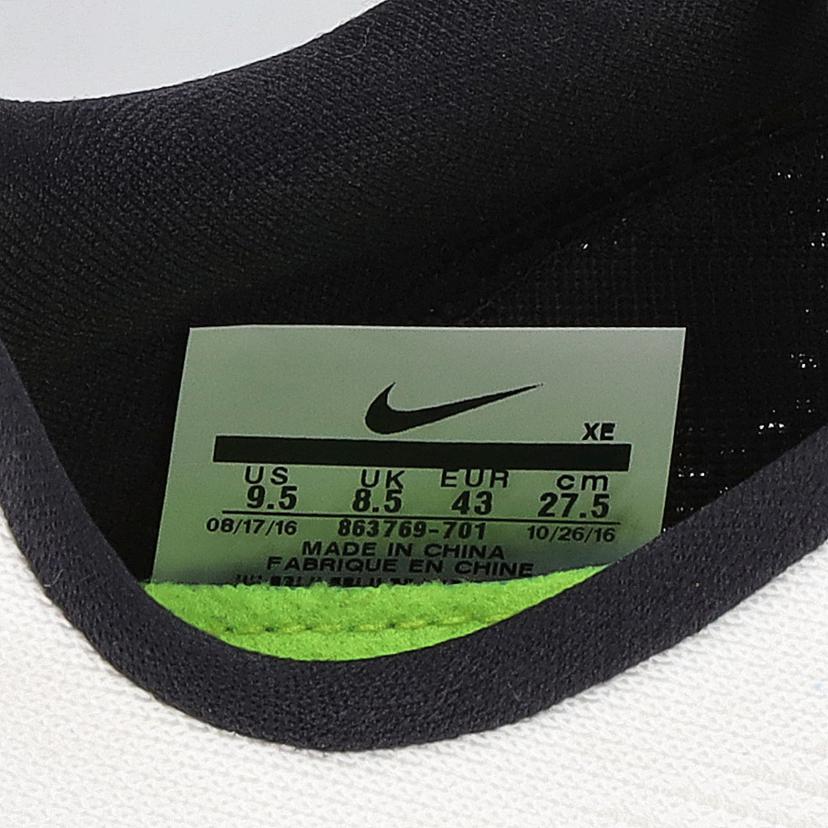 XE
US UK EUR cm
9.5 8.5 43 27.5
08/17/16 863769-701 10/26/16
MADE IN CHINA
FABRIQUE EN CHINE